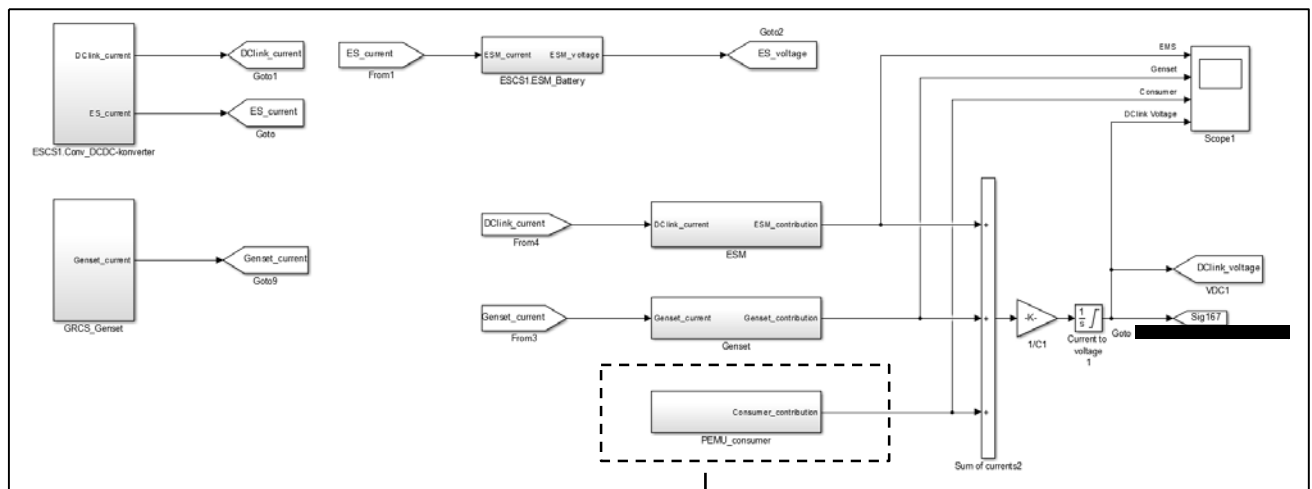 DClink_current
DClink_current
Goto1
ES_current
ES_current
Goto
ESCS1.Conv_DCDC-konverter
ES_current
From1
ESM_current
ESM_voltage
ESCS1.ESM_Battery
Goto2
ES_voltage
EMS
Genset
Consumer
DClink Voltage
Scope1
Genset_current
GRCS_Genset
Genset_current
Goto9
DClink_current
From4
DClink_current
ESM_contribution
ESM
Genset_current
From3
Genset_current
Genset_contribution
Genset
Consumer_contribution
PEMU_consumer
+
+
+
Sum of currents2
-K-
1/C1
1
s
Current to
voltage
1
DClink_voltage
VDC1
Sig167
Goto